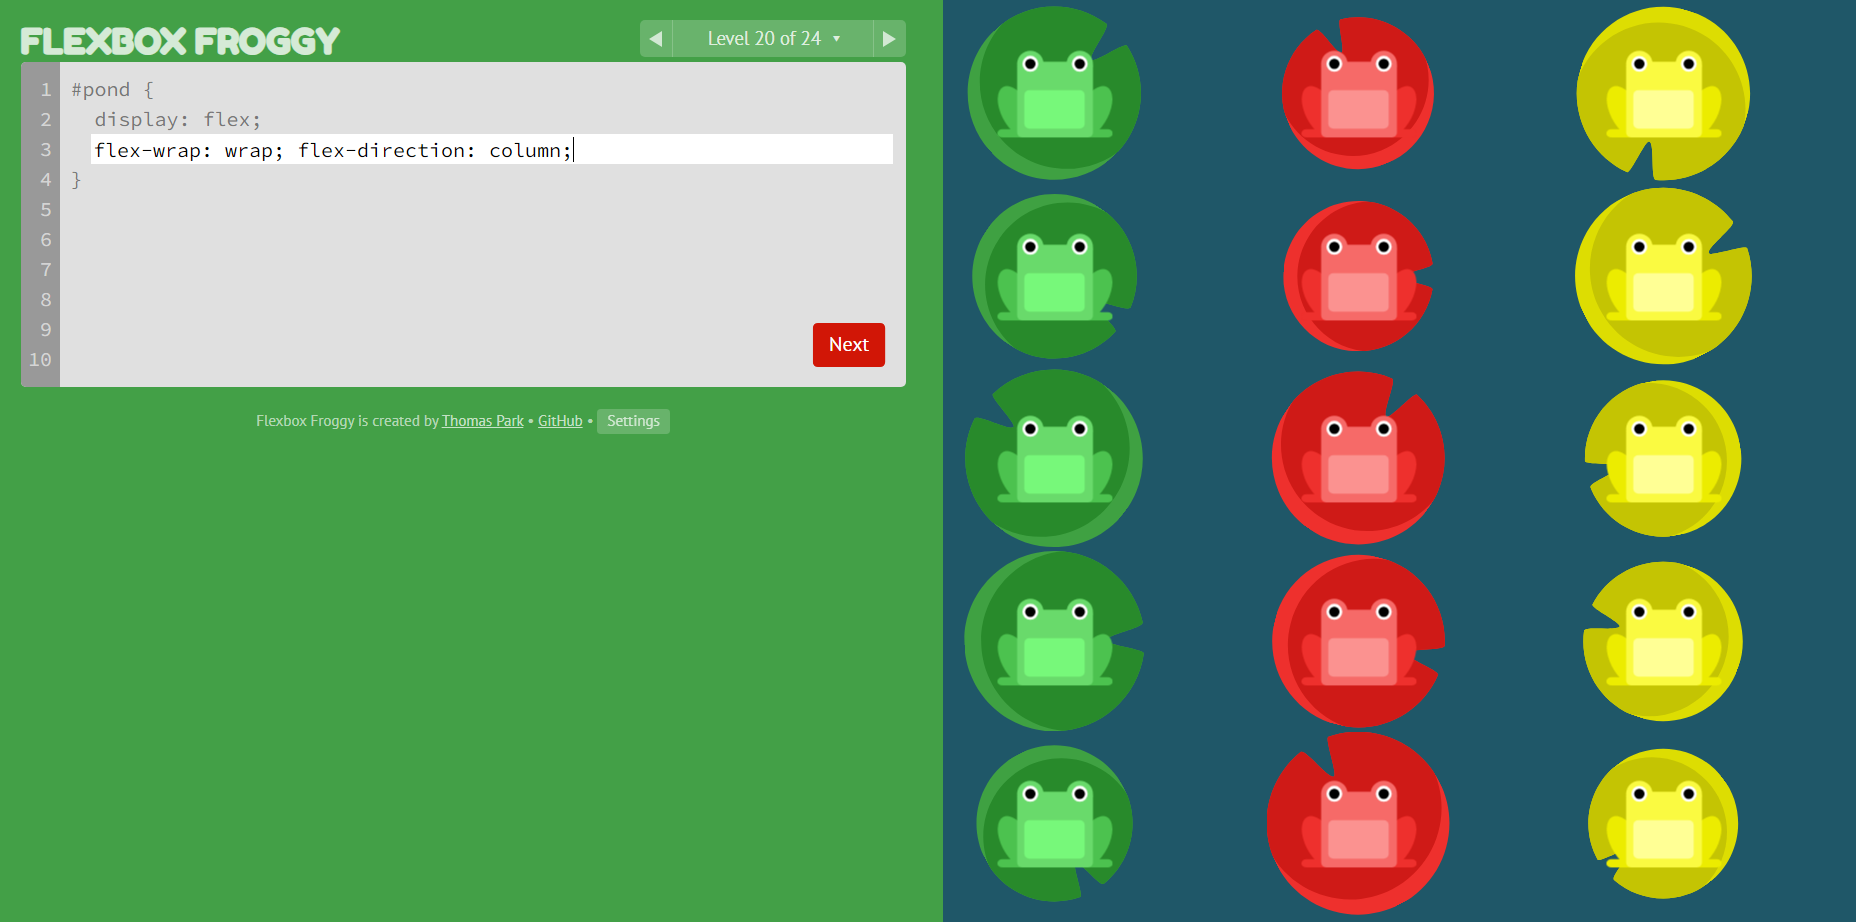 FLEXBOX FROGGY
◀ Level 20 of 24 ▾ ▶
1 #pond {
2 display: flex;
3 flex-wrap: wrap; flex-direction: column;
4 }
5
6
7
8
9
10
Next
Flexbox Froggy is created by Thomas Park • GitHub • Settings